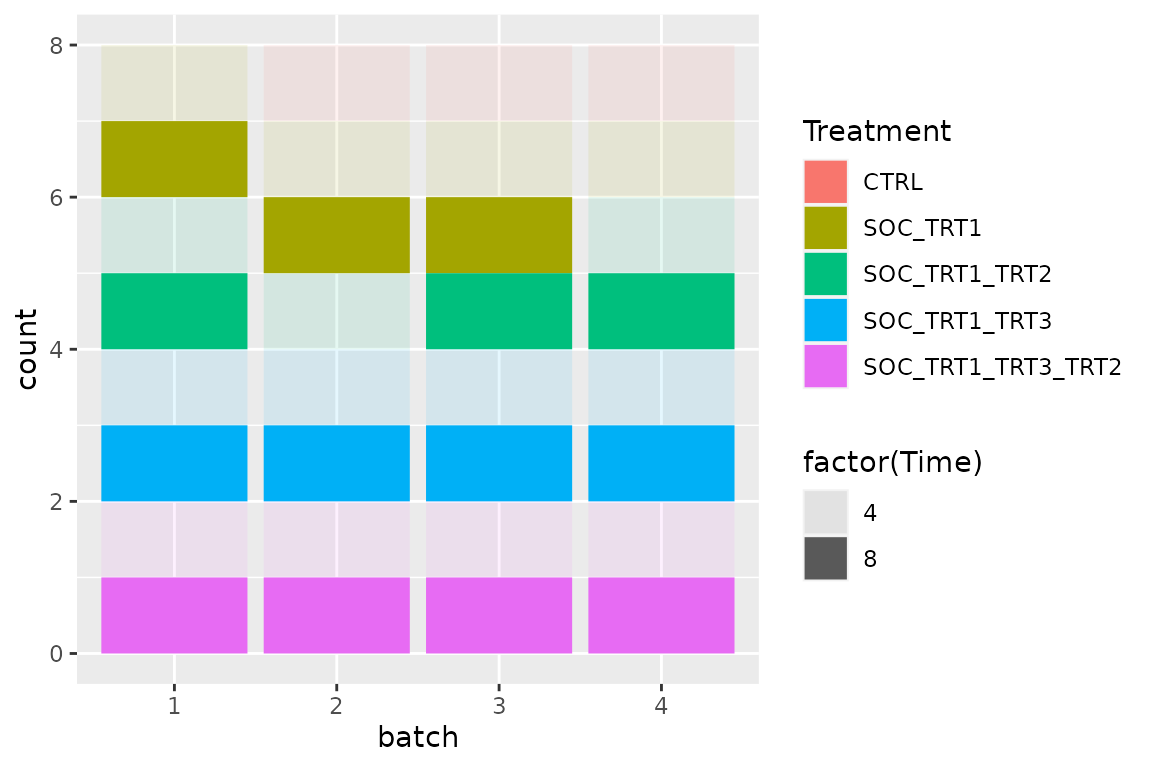 8
6
4
2
0
count
1 2 3 4
batch
Treatment
CTRL
SOC_TRT1
SOC_TRT1_TRT2
SOC_TRT1_TRT3
SOC_TRT1_TRT3_TRT2
factor(Time)
4
8